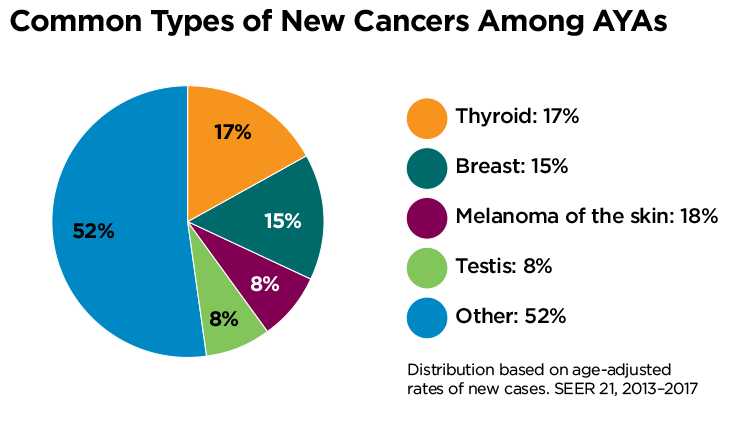 Common Types of New Cancers Among AYAs
17%
15%
8%
8%
52%
Thyroid: 17%
Breast: 15%
Melanoma of the skin: 18%
Testis: 8%
Other: 52%
Distribution based on age-adjusted
rates of new cases. SEER 21, 2013–2017